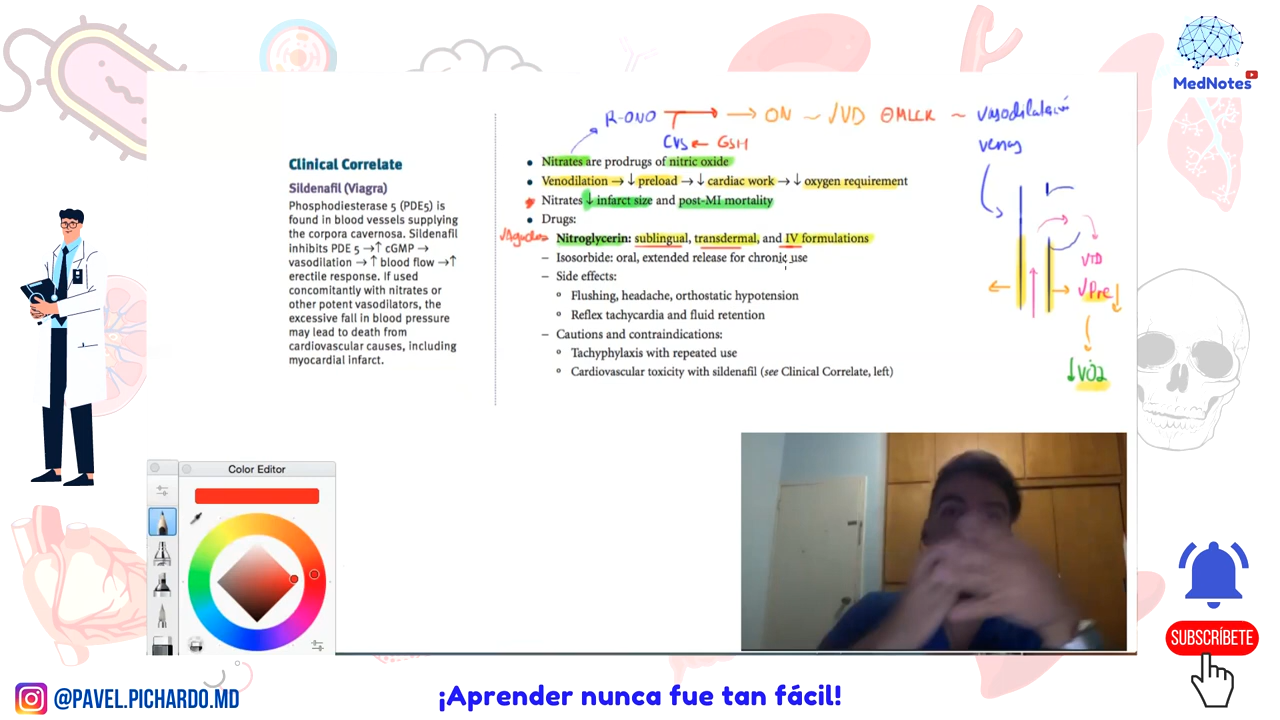 MedNotes
R-ONO → → ON ~ ↓VD ⊖MLCK ~ vasodilatación
CVS ← GSH
venas
Clinical Correlate
Sildenafil (Viagra)
Phosphodiesterase 5 (PDE5) is
found in blood vessels supplying
the corpora cavernosa. Sildenafil
inhibits PDE 5 →↑ cGMP →
vasodilation → ↑ blood flow →↑
erectile response. If used
concomitantly with nitrates or
other potent vasodilators, the
excessive fall in blood pressure
may lead to death from
cardiovascular causes, including
myocardial infarct.
• Nitrates are prodrugs of nitric oxide
• Venodilation → ↓ preload → ↓ cardiac work → ↓ oxygen requirement
• Nitrates ↓ infarct size and post-MI mortality
• Drugs:
Nitroglycerin: sublingual, transdermal, and IV formulations
– Isosorbide: oral, extended release for chronic use
– Side effects:
° Flushing, headache, orthostatic hypotension
° Reflex tachycardia and fluid retention
– Cautions and contraindications:
° Tachyphylaxis with repeated use
° Cardiovascular toxicity with sildenafil (see Clinical Correlate, left)
↓Pre↓
↓VO2
Color Editor
SUBSCRÍBETE
@PAVEL.PICHARDO.MD
¡Aprender nunca fue tan fácil!